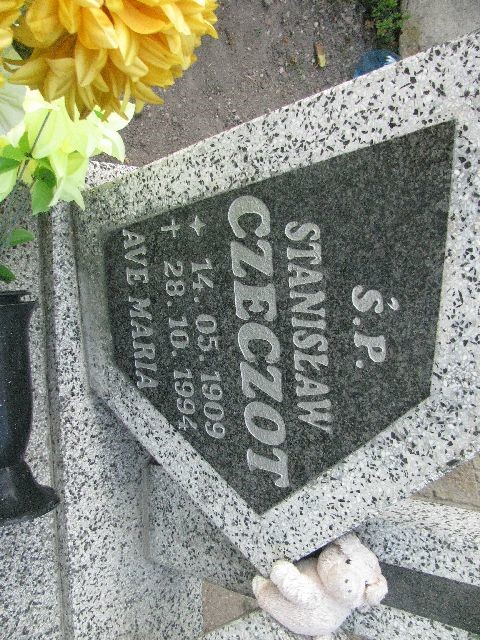 Ś.P.
STANISŁAW
CZECZOT
✶ 14. 05. 1909
✝ 28. 10. 1994
AVE MARIA